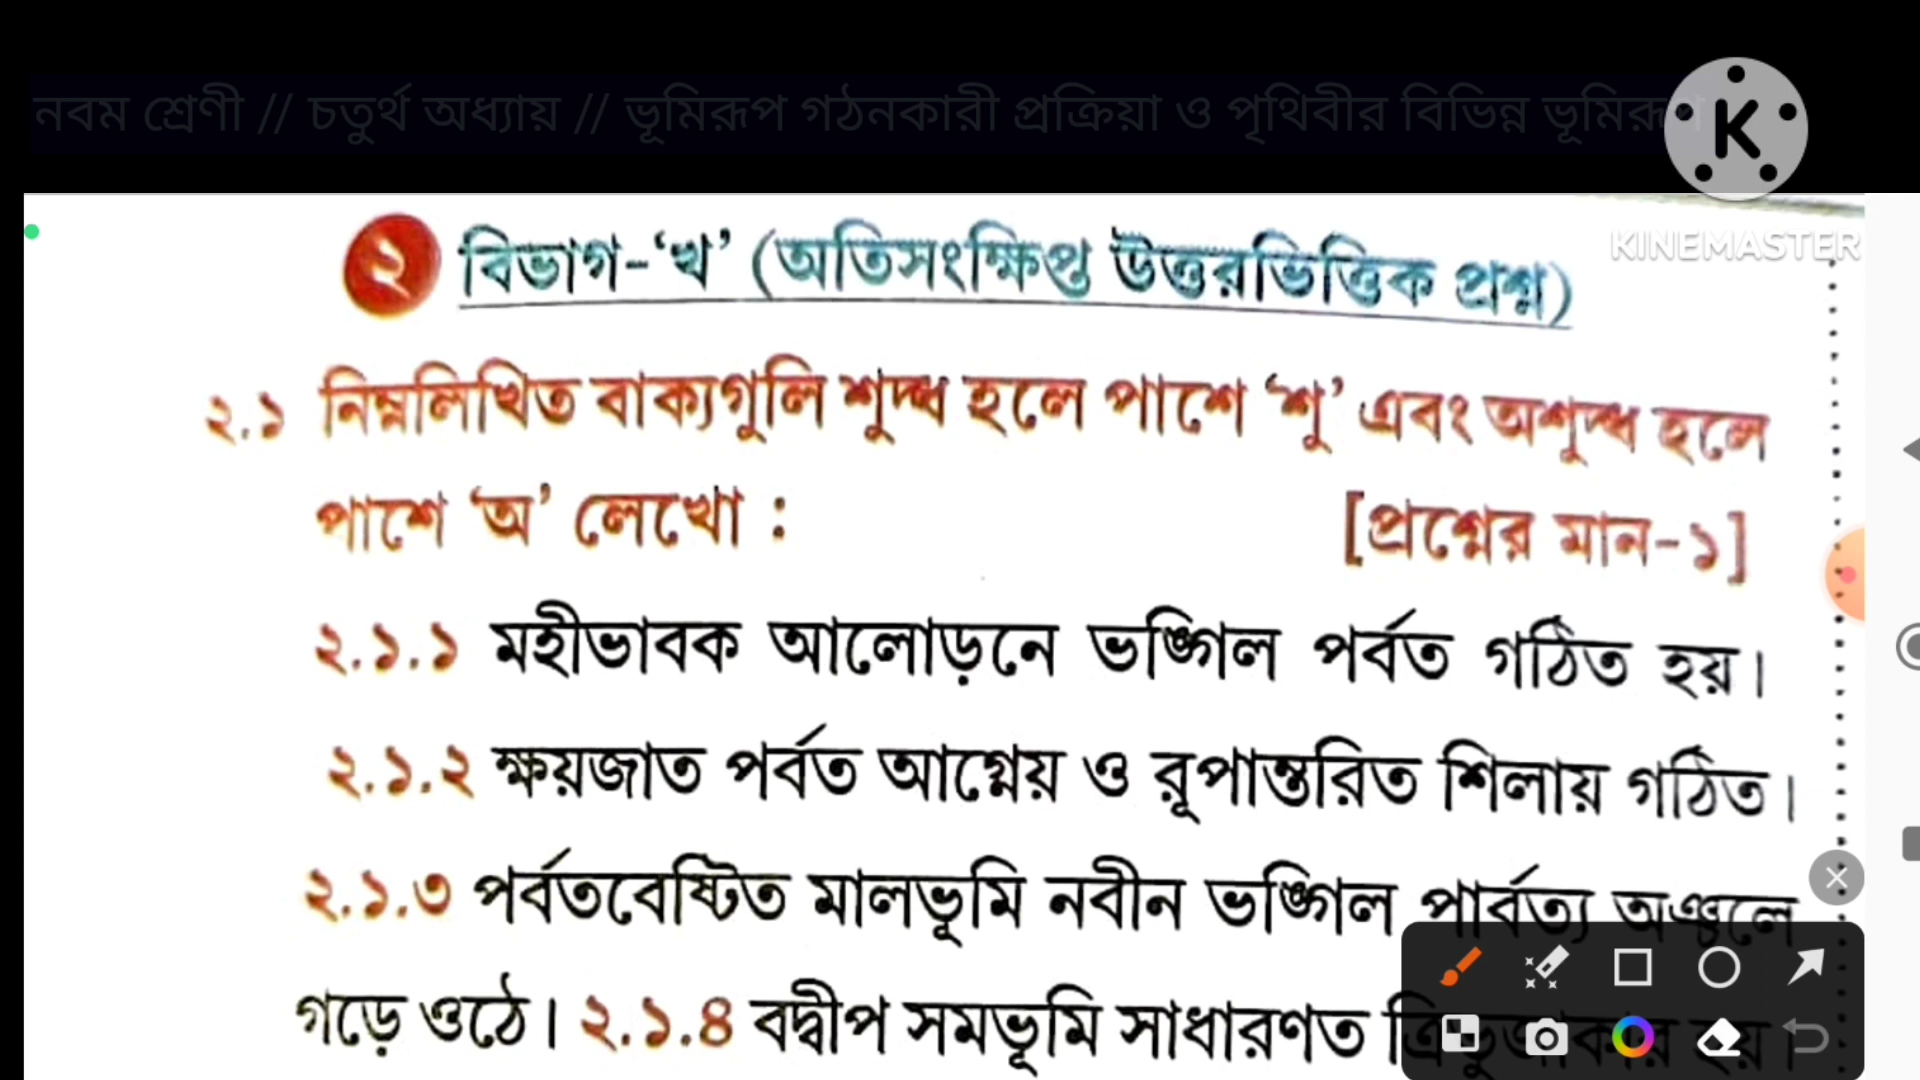 নবম শ্রেণী // চতুর্থ অধ্যায় // ভূমিরূপ গঠনকারী প্রক্রিয়া ও পৃথিবীর বিভিন্ন ভূমিরূপ
K
KINEMASTER
২ বিভাগ-‘খ’ (অতিসংক্ষিপ্ত উত্তরভিত্তিক প্রশ্ন)
২.১ নিম্নলিখিত বাক্যগুলি শুদ্ধ হলে পাশে ‘শু’ এবং অশুদ্ধ হলে
পাশে ‘অ’ লেখো : [প্রশ্নের মান-১]
২.১.১ মহীভাবক আলোড়নে ভঙ্গিল পর্বত গঠিত হয়।
২.১.২ ক্ষয়জাত পর্বত আগ্নেয় ও রূপান্তরিত শিলায় গঠিত।
২.১.৩ পর্বতবেষ্টিত মালভূমি নবীন ভঙ্গিল পার্বত্য অঞ্চলে
গড়ে ওঠে। ২.১.৪ বদ্বীপ সমভূমি সাধারণত ত্রিভুজাকার হয়।